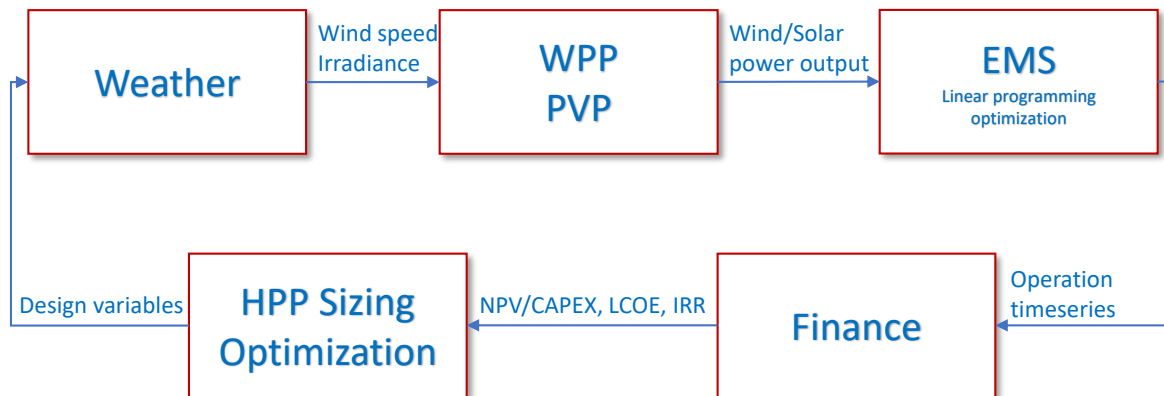 Weather
Wind speed
Irradiance
WPP
PVP
Wind/Solar
power output
EMS
Linear programming
optimization
Design variables
HPP Sizing
Optimization
NPV/CAPEX, LCOE, IRR
Finance
Operation
timeseries